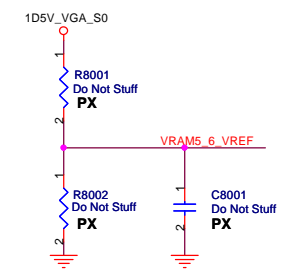 1D5V_VGA_S0
1
R8001
Do Not Stuff
PX
2
VRAM5_6_VREF
1
R8002
Do Not Stuff
PX
2
1
C8001
Do Not Stuff
PX
2